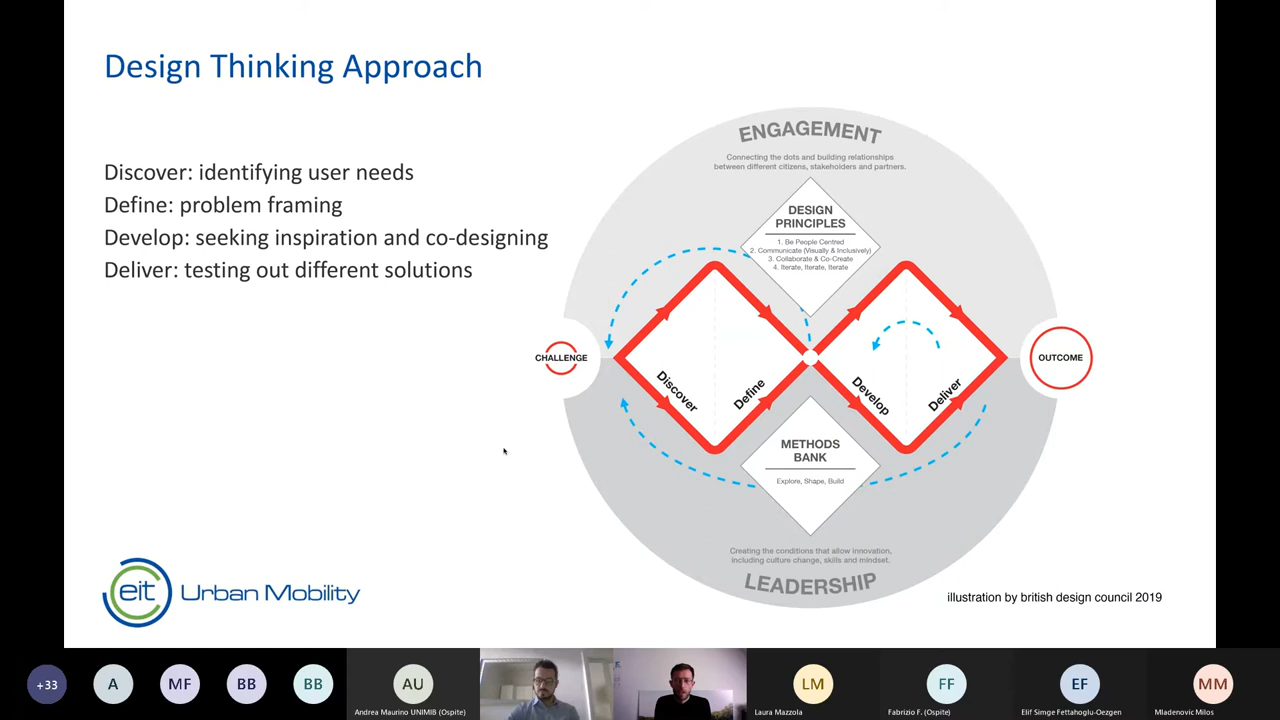 Design Thinking Approach
Discover: identifying user needs
Define: problem framing
Develop: seeking inspiration and co-designing
Deliver: testing out different solutions
ENGAGEMENT
Connecting the dots and building relationships
between different citizens, stakeholders and partners.
DESIGN
PRINCIPLES
1. Be People Centred
2. Communicate (Visually & Inclusively)
3. Collaborate & Co-Create
4. Iterate, Iterate, Iterate
CHALLENGE
Discover
Define
Develop
Deliver
OUTCOME
METHODS
BANK
Explore, Shape, Build
Creating the conditions that allow innovation,
including culture change, skills and mindset.
LEADERSHIP
eit Urban Mobility
illustration by british design council 2019
+33
A
MF
BB
BB
AU
Andrea Maurino UNIMIB (Ospite)
LM
Laura Mazzola
FF
Fabrizio F. (Ospite)
EF
Elif Simge Fettahoglu-Oezgen
MM
Mladenovic Milos